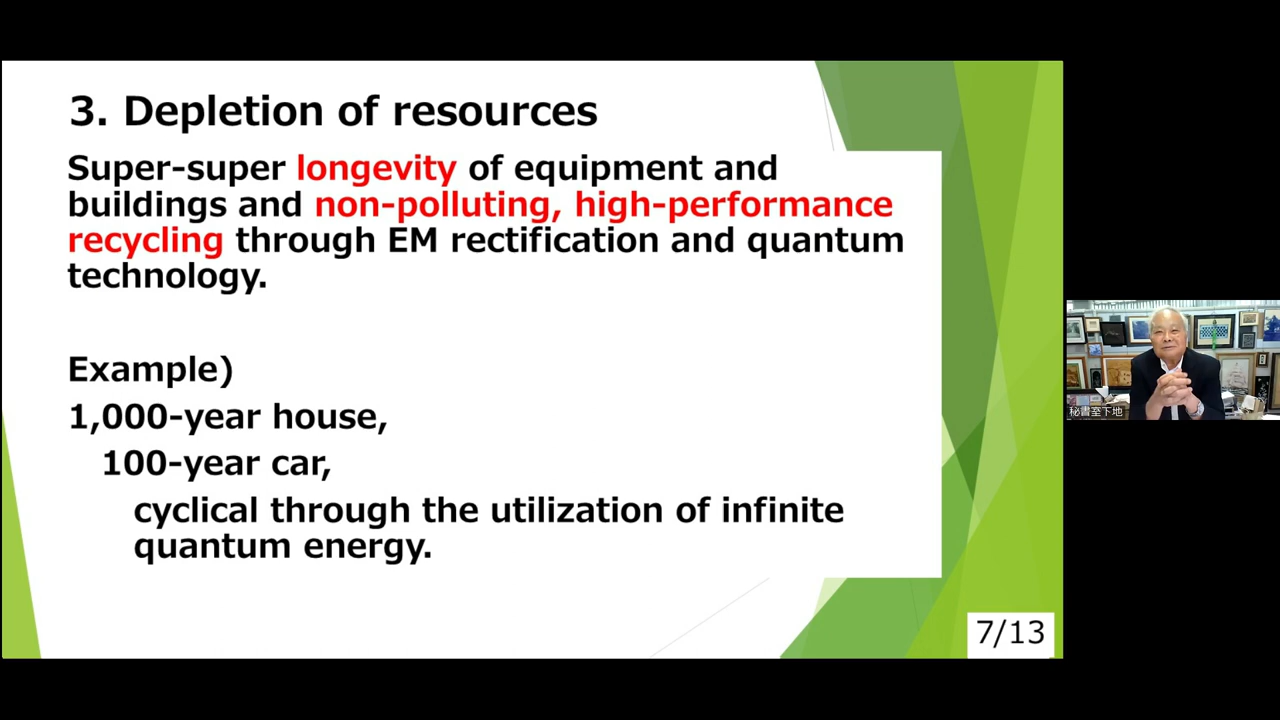 3. Depletion of resources
Super-super longevity of equipment and
buildings and non-polluting, high-performance
recycling through EM rectification and quantum
technology.
Example)
1,000-year house,
100-year car,
cyclical through the utilization of infinite
quantum energy.
7/13
秘書室下地